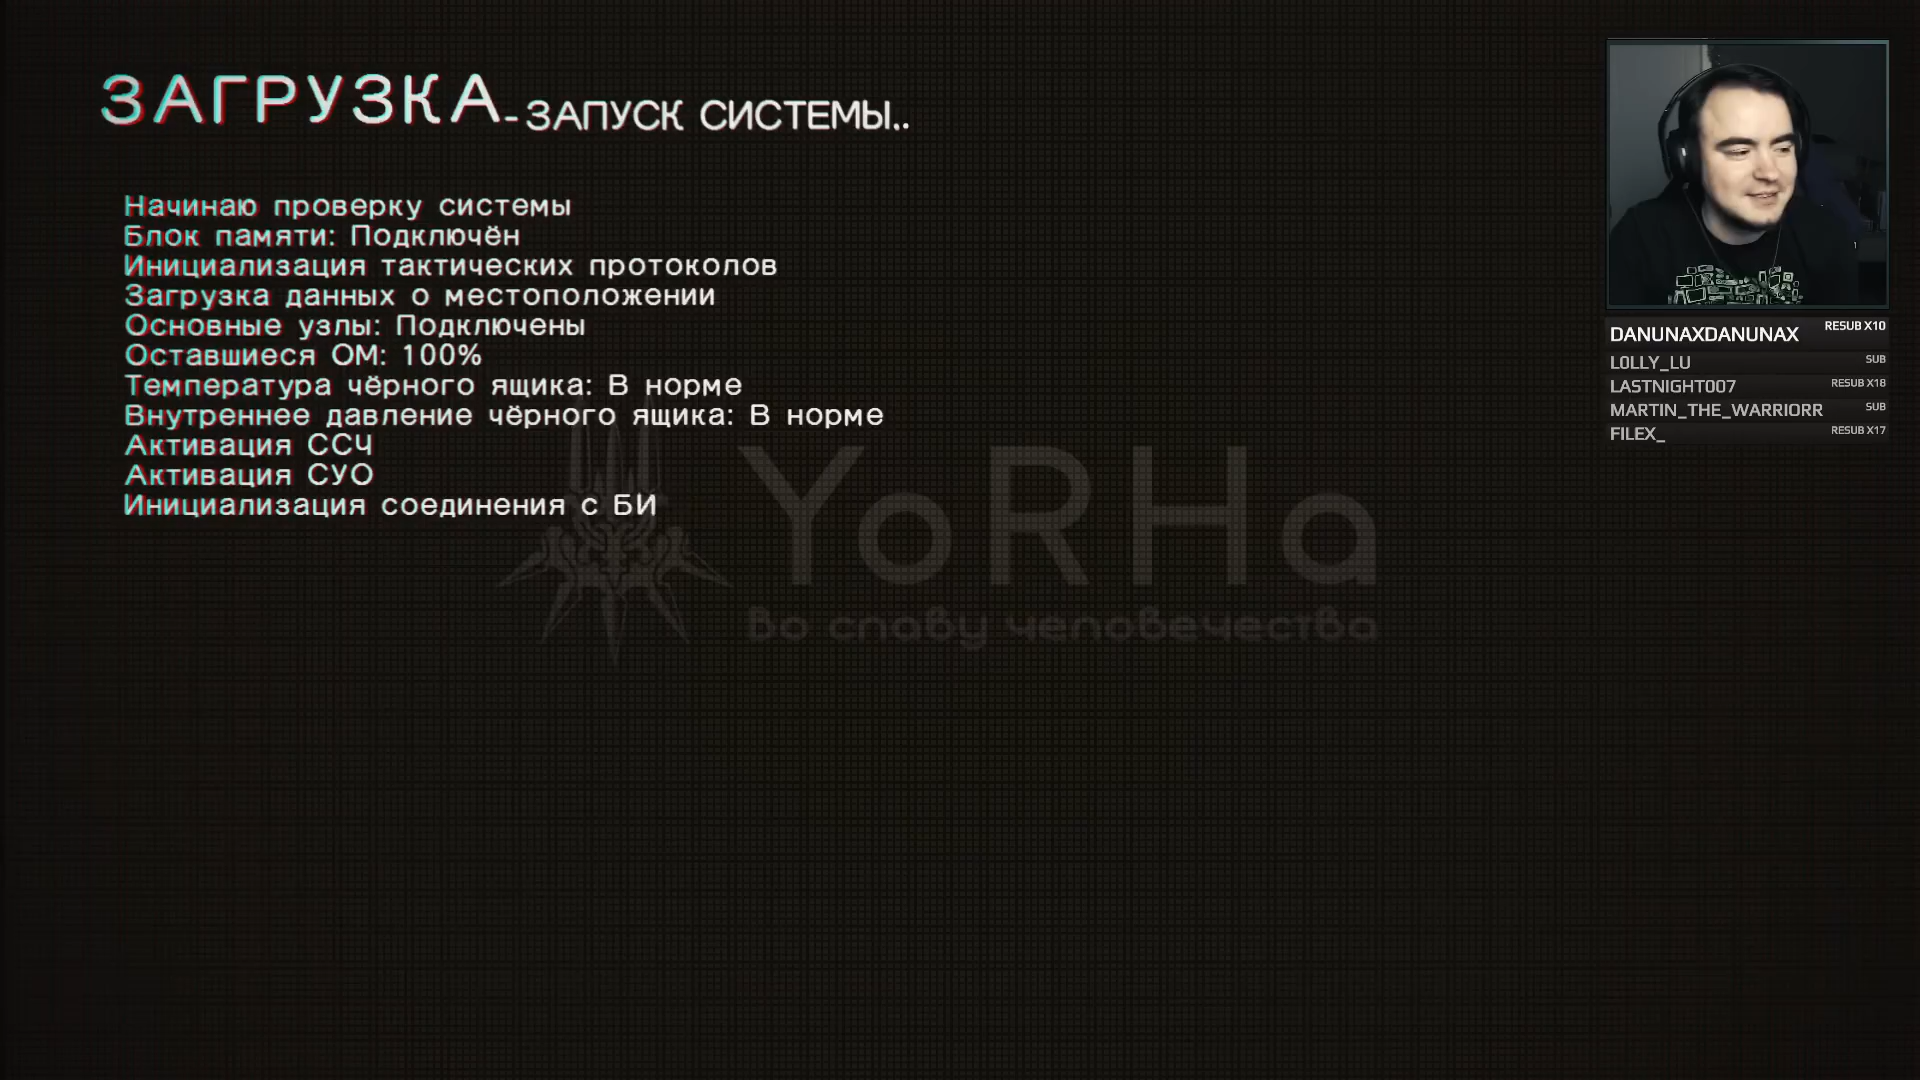 ЗАГРУЗКА - ЗАПУСК СИСТЕМЫ..
Начинаю проверку системы
Блок памяти: Подключён
Инициализация тактических протоколов
Загрузка данных о местоположении
Основные узлы: Подключены
Оставшиеся ОМ: 100%
Температура чёрного ящика: В норме
Внутреннее давление чёрного ящика: В норме
Активация ССЧ
Активация СУО
Инициализация соединения с БИ
YoRHa
Во славу человечества
DANUNAXDANUNAX RESUB X10
L0LLY_LU SUB
LASTNIGHT007 RESUB X18
MARTIN_THE_WARRIORR SUB
FILEX_ RESUB X17